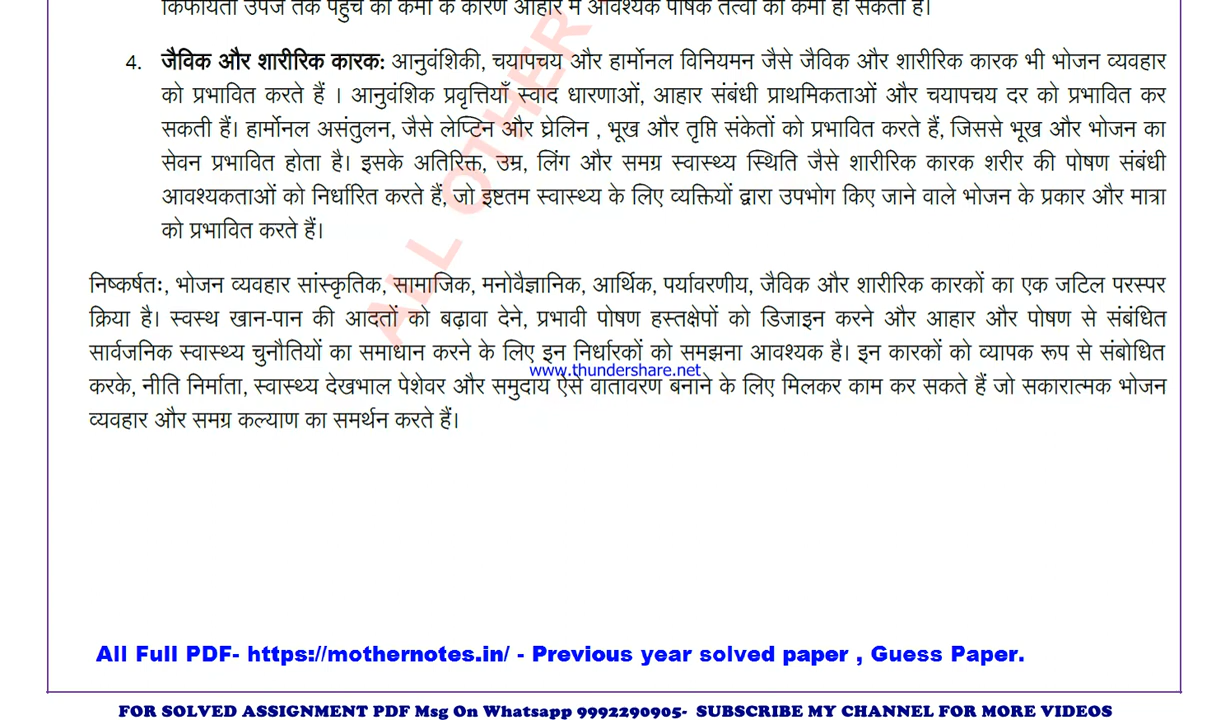 किफायती उपज तक पहुंच की कमी के कारण आहार में आवश्यक पोषक तत्वों की कमी हो सकती है।
4. जैविक और शारीरिक कारक: आनुवंशिकी, चयापचय और हार्मोनल विनियमन जैसे जैविक और शारीरिक कारक भी भोजन व्यवहार
को प्रभावित करते हैं । आनुवंशिक प्रवृत्तियाँ स्वाद धारणाओं, आहार संबंधी प्राथमिकताओं और चयापचय दर को प्रभावित कर
सकती हैं। हार्मोनल असंतुलन, जैसे लेप्टिन और घ्रेलिन , भूख और तृप्ति संकेतों को प्रभावित करते हैं, जिससे भूख और भोजन का
सेवन प्रभावित होता है। इसके अतिरिक्त, उम्र, लिंग और समग्र स्वास्थ्य स्थिति जैसे शारीरिक कारक शरीर की पोषण संबंधी
आवश्यकताओं को निर्धारित करते हैं, जो इष्टतम स्वास्थ्य के लिए व्यक्तियों द्वारा उपभोग किए जाने वाले भोजन के प्रकार और मात्रा
को प्रभावित करते हैं।
ALL OTHER
निष्कर्षतः, भोजन व्यवहार सांस्कृतिक, सामाजिक, मनोवैज्ञानिक, आर्थिक, पर्यावरणीय, जैविक और शारीरिक कारकों का एक जटिल परस्पर
क्रिया है। स्वस्थ खान-पान की आदतों को बढ़ावा देने, प्रभावी पोषण हस्तक्षेपों को डिजाइन करने और आहार और पोषण से संबंधित
सार्वजनिक स्वास्थ्य चुनौतियों का समाधान करने के लिए इन निर्धारकों को समझना आवश्यक है। इन कारकों को व्यापक रूप से संबोधित
www.thundershare.net
करके, नीति निर्माता, स्वास्थ्य देखभाल पेशेवर और समुदाय ऐसे वातावरण बनाने के लिए मिलकर काम कर सकते हैं जो सकारात्मक भोजन
व्यवहार और समग्र कल्याण का समर्थन करते हैं।
All Full PDF- https://mothernotes.in/ - Previous year solved paper , Guess Paper.
FOR SOLVED ASSIGNMENT PDF Msg On Whatsapp 9992290905- SUBSCRIBE MY CHANNEL FOR MORE VIDEOS